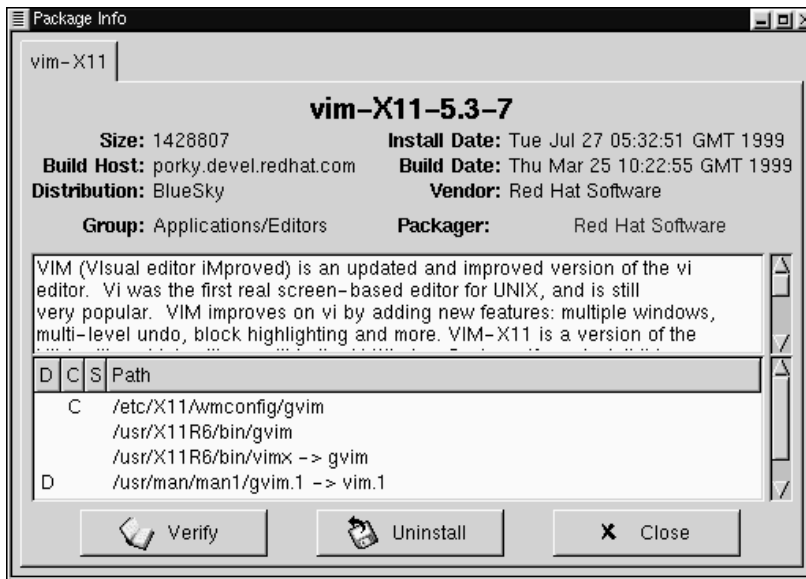 Package Info
vim-X11
vim-X11-5.3-7
Size: 1428807 Install Date: Tue Jul 27 05:32:51 GMT 1999
Build Host: porky.devel.redhat.com Build Date: Thu Mar 25 10:22:55 GMT 1999
Distribution: BlueSky Vendor: Red Hat Software
Group: Applications/Editors Packager: Red Hat Software
VIM (VIsual editor iMproved) is an updated and improved version of the vi
editor. Vi was the first real screen-based editor for UNIX, and is still
very popular. VIM improves on vi by adding new features: multiple windows,
multi-level undo, block highlighting and more. VIM-X11 is a version of the
D C S Path
C /etc/X11/wmconfig/gvim
/usr/X11R6/bin/gvim
/usr/X11R6/bin/vimx -> gvim
D /usr/man/man1/gvim.1 -> vim.1
Verify Uninstall Close